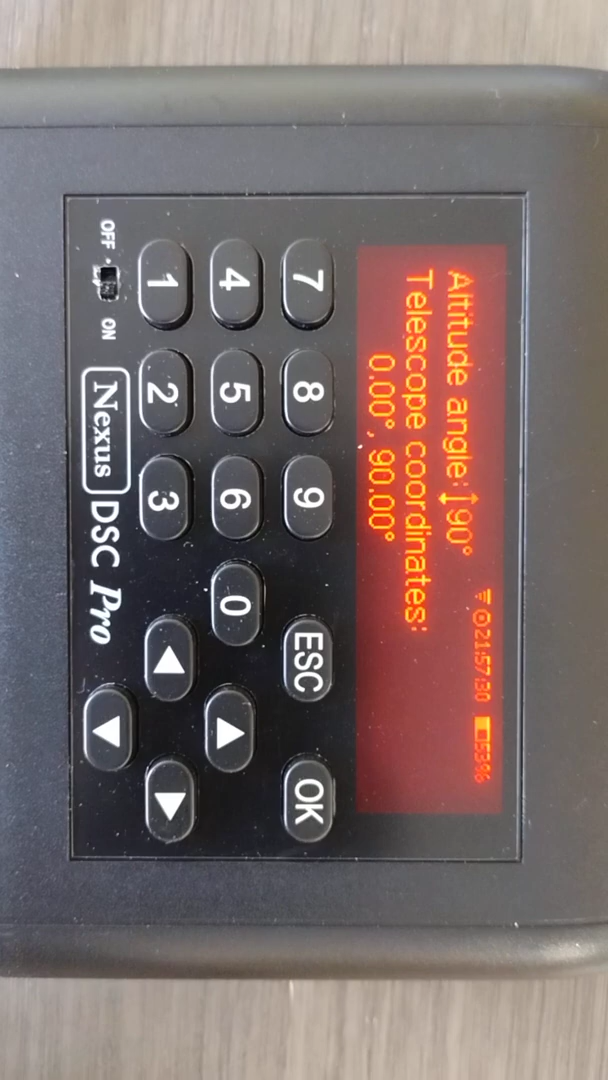 21:57:30 53%
Altitude angle:↕90°
Telescope coordinates:
0.00°, 90.00°
7 8 9 ESC OK
4 5 6 0 ▲
1 2 3 ◀ ▶
▼
OFF ON Nexus DSC Pro